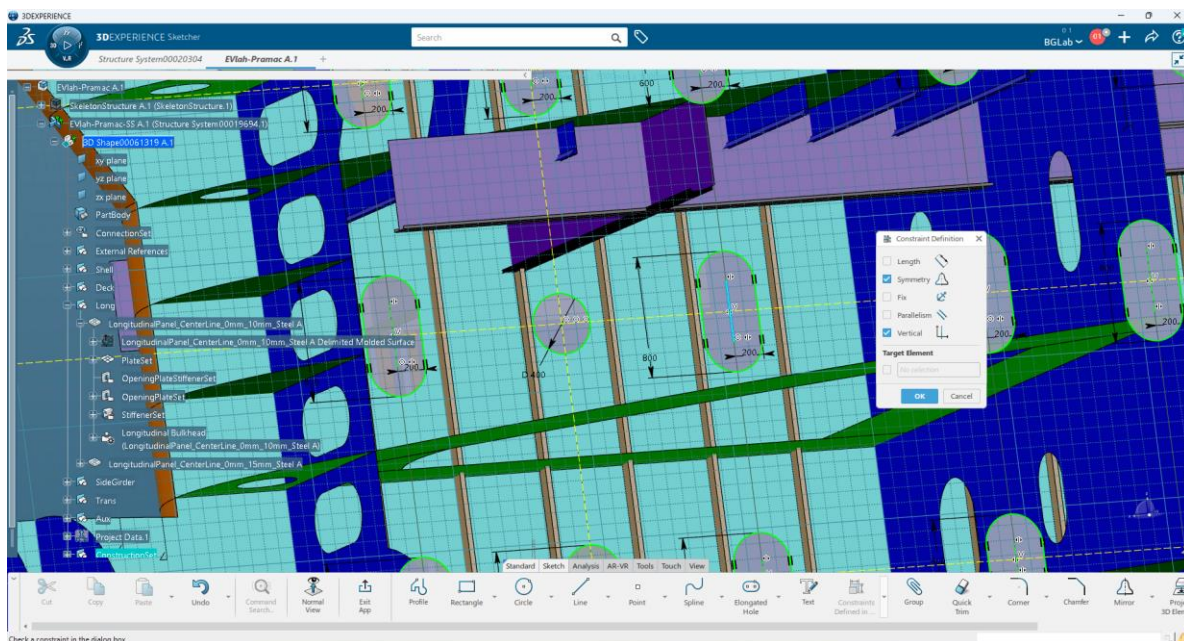 3DEXPERIENCE
3DEXPERIENCE Sketcher
Search
BGLab
V.R
Structure System00020304
EVlah-Pramac A.1
EVlah-Pramac A.1
SkeletonStructure A.1 (SkeletonStructure.1)
EVlah-Pramac-SS A.1 (Structure System00019694.1)
3D Shape00061319 A.1
xy plane
yz plane
zx plane
PartBody
ConnectionSet
External References
Shell
Deck
Long
LongitudinalPanel_CenterLine_0mm_10mm_Steel A
LongitudinalPanel_CenterLine_0mm_10mm_Steel A Delimited Molded Surface
PlateSet
OpeningPlateStiffenerSet
OpeningPlateSet
StiffenerSet
Longitudinal Bulkhead
(LongitudinalPanel_CenterLine_0mm_10mm_Steel A)
LongitudinalPanel_CenterLine_0mm_15mm_Steel A
SideGirder
Trans
Aux
Project Data.1
ConstructionSet
200
200
600
200
D 400
800
200
200
Constraint Definition
Length
Symmetry
Fix
Parallelism
Vertical
Target Element
No selection
OK
Cancel
Standard
Sketch
Analysis
AR-VR
Tools
Touch
View
Cut
Copy
Paste
Undo
Command
Search...
Normal
View
Exit
App
Profile
Rectangle
Circle
Line
Point
Spline
Elongated
Hole
Text
Constraints
Defined in ...
Group
Quick
Trim
Corner
Chamfer
Mirror
Proj
3D Elem
Check a constraint in the dialog box